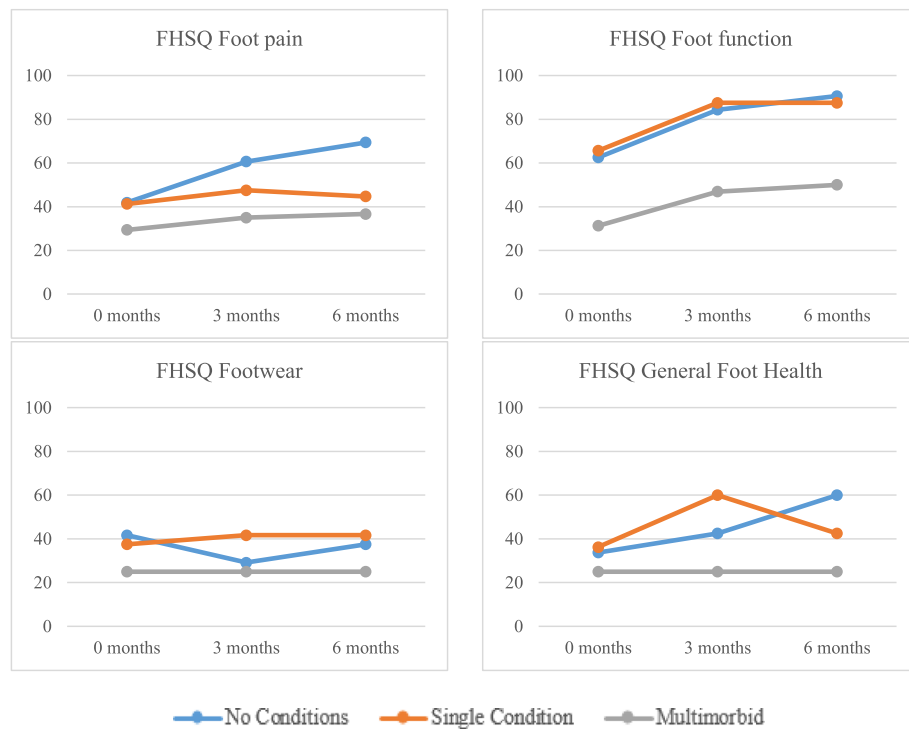 FHSQ Foot pain
100
80
60
40
20
0
0 months 3 months 6 months
FHSQ Foot function
100
80
60
40
20
0
0 months 3 months 6 months
FHSQ Footwear
100
80
60
40
20
0
0 months 3 months 6 months
FHSQ General Foot Health
100
80
60
40
20
0
0 months 3 months 6 months
No Conditions Single Condition Multimorbid